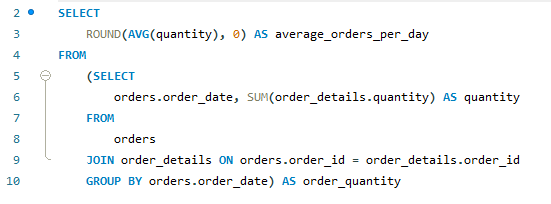 2 SELECT
3 ROUND(AVG(quantity), 0) AS average_orders_per_day
4 FROM
5 (SELECT
6 orders.order_date, SUM(order_details.quantity) AS quantity
7 FROM
8 orders
9 JOIN order_details ON orders.order_id = order_details.order_id
10 GROUP BY orders.order_date) AS order_quantity